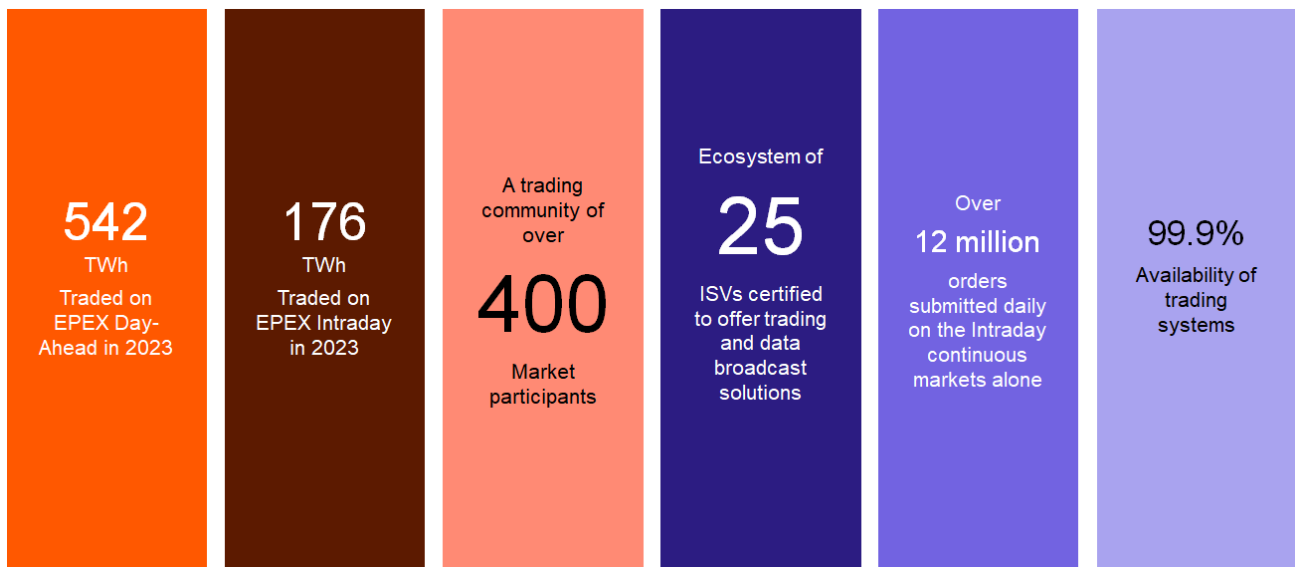 542
TWh
Traded on
EPEX Day-
Ahead in 2023
176
TWh
Traded on
EPEX Intraday
in 2023
A trading
community of
over
400
Market
participants
Ecosystem of
25
ISVs certified
to offer trading
and data
broadcast
solutions
Over
12 million
orders
submitted daily
on the Intraday
continuous
markets alone
99.9%
Availability of
trading
systems